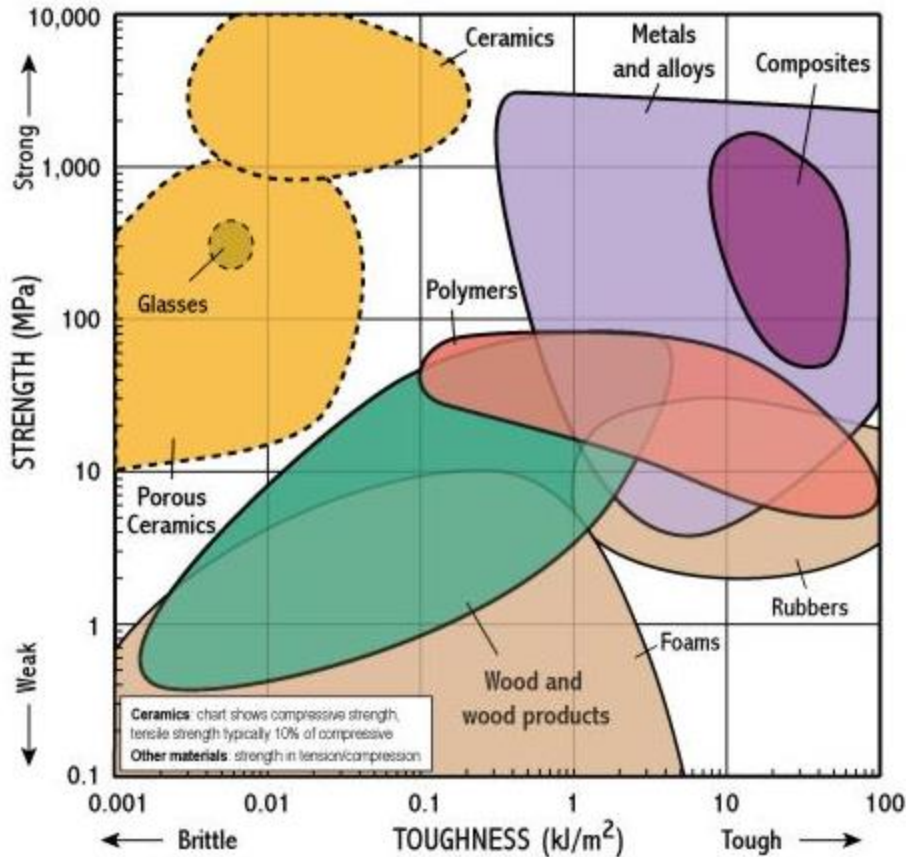 10,000
1,000
100
10
1
0.1
Strong
STRENGTH (MPa)
Weak
Ceramics
Metals
and alloys
Composites
Glasses
Polymers
Porous
Ceramics
Rubbers
Foams
Wood and
wood products
Ceramics: chart shows compressive strength,
tensile strength typically 10% of compressive
Other materials: strength in tension/compression
0.001
0.01
0.1
1
10
100
Brittle
TOUGHNESS (kJ/m²)
Tough